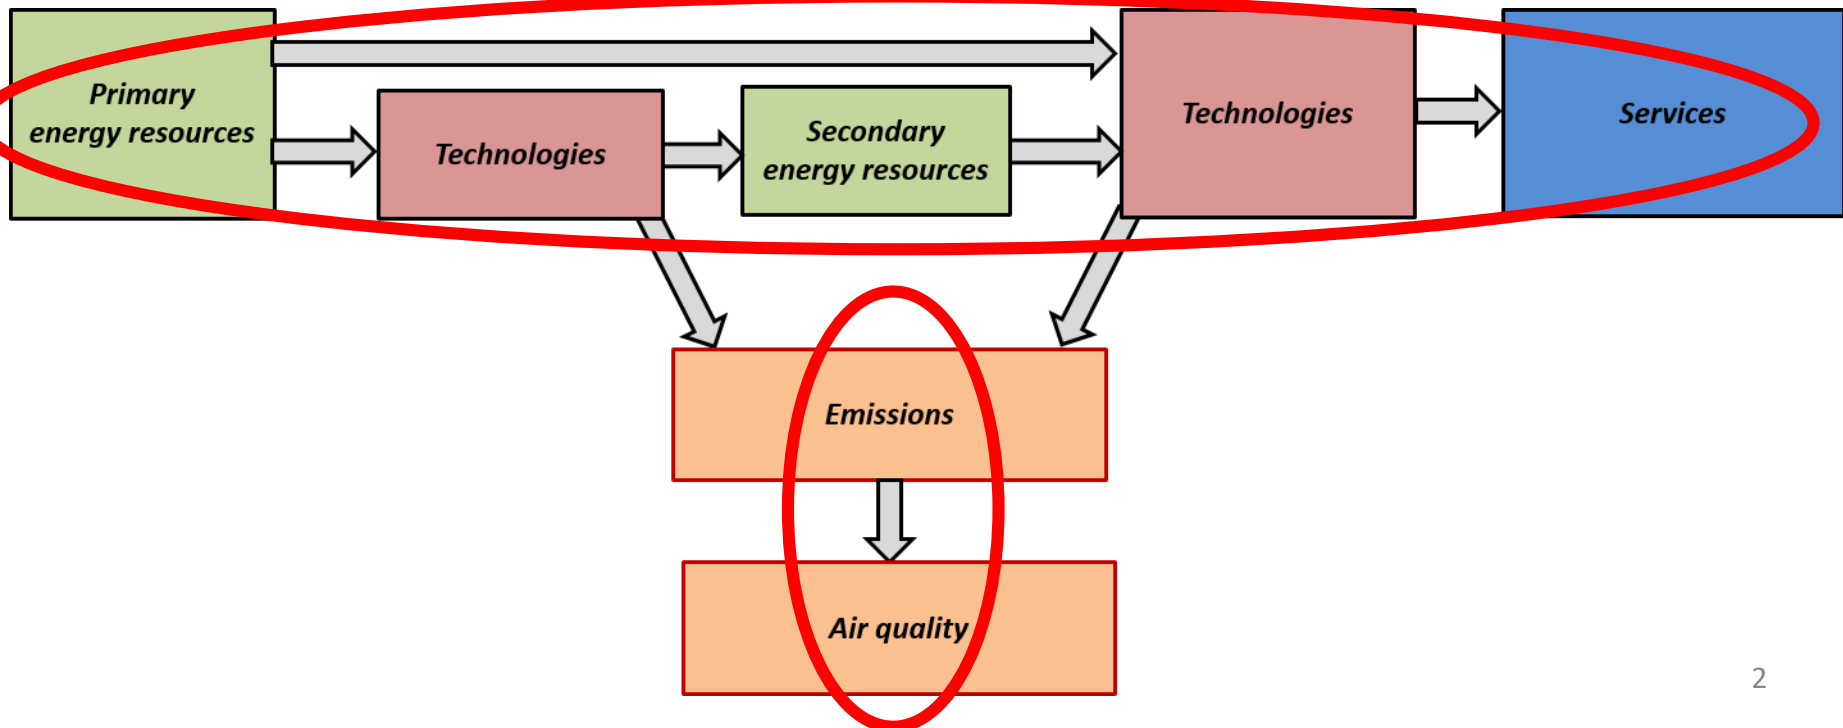 Primary
energy resources
Technologies
Secondary
energy resources
Technologies
Services
Emissions
Air quality
2